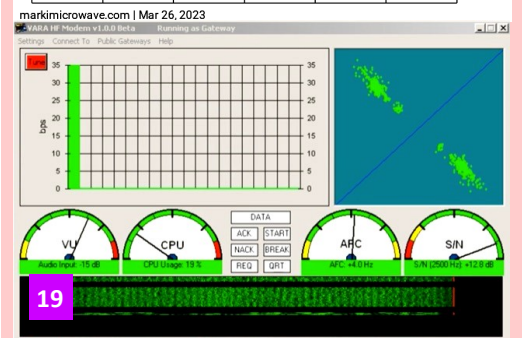 markimicrowave.com | Mar 26, 2023
VARA HF Modem v1.0.0 Beta Running as Gateway
Settings Connect To Public Gateways Help
Tune
35
30
25
20
15
10
5
0
bps
35
30
25
20
15
10
5
0
VU
Audio Input: -15 dB
CPU
CPU Usage: 19 %
DATA
ACK START
NACK BREAK
REQ QRT
AFC
AFC: +4.0 Hz
S/N
S/N (2500 Hz): +12.8 dB
19